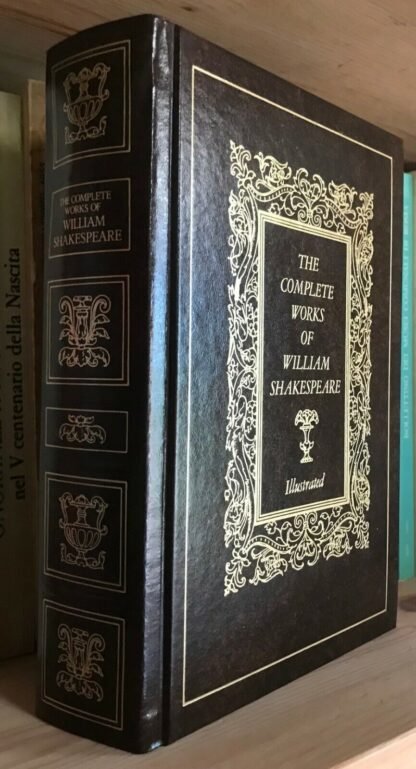 THE COMPLETE
WORKS OF
WILLIAM
SHAKESPEARE
THE
COMPLETE
WORKS
OF
WILLIAM
SHAKESPEARE
Illustrated
nel V centenario della Nascita